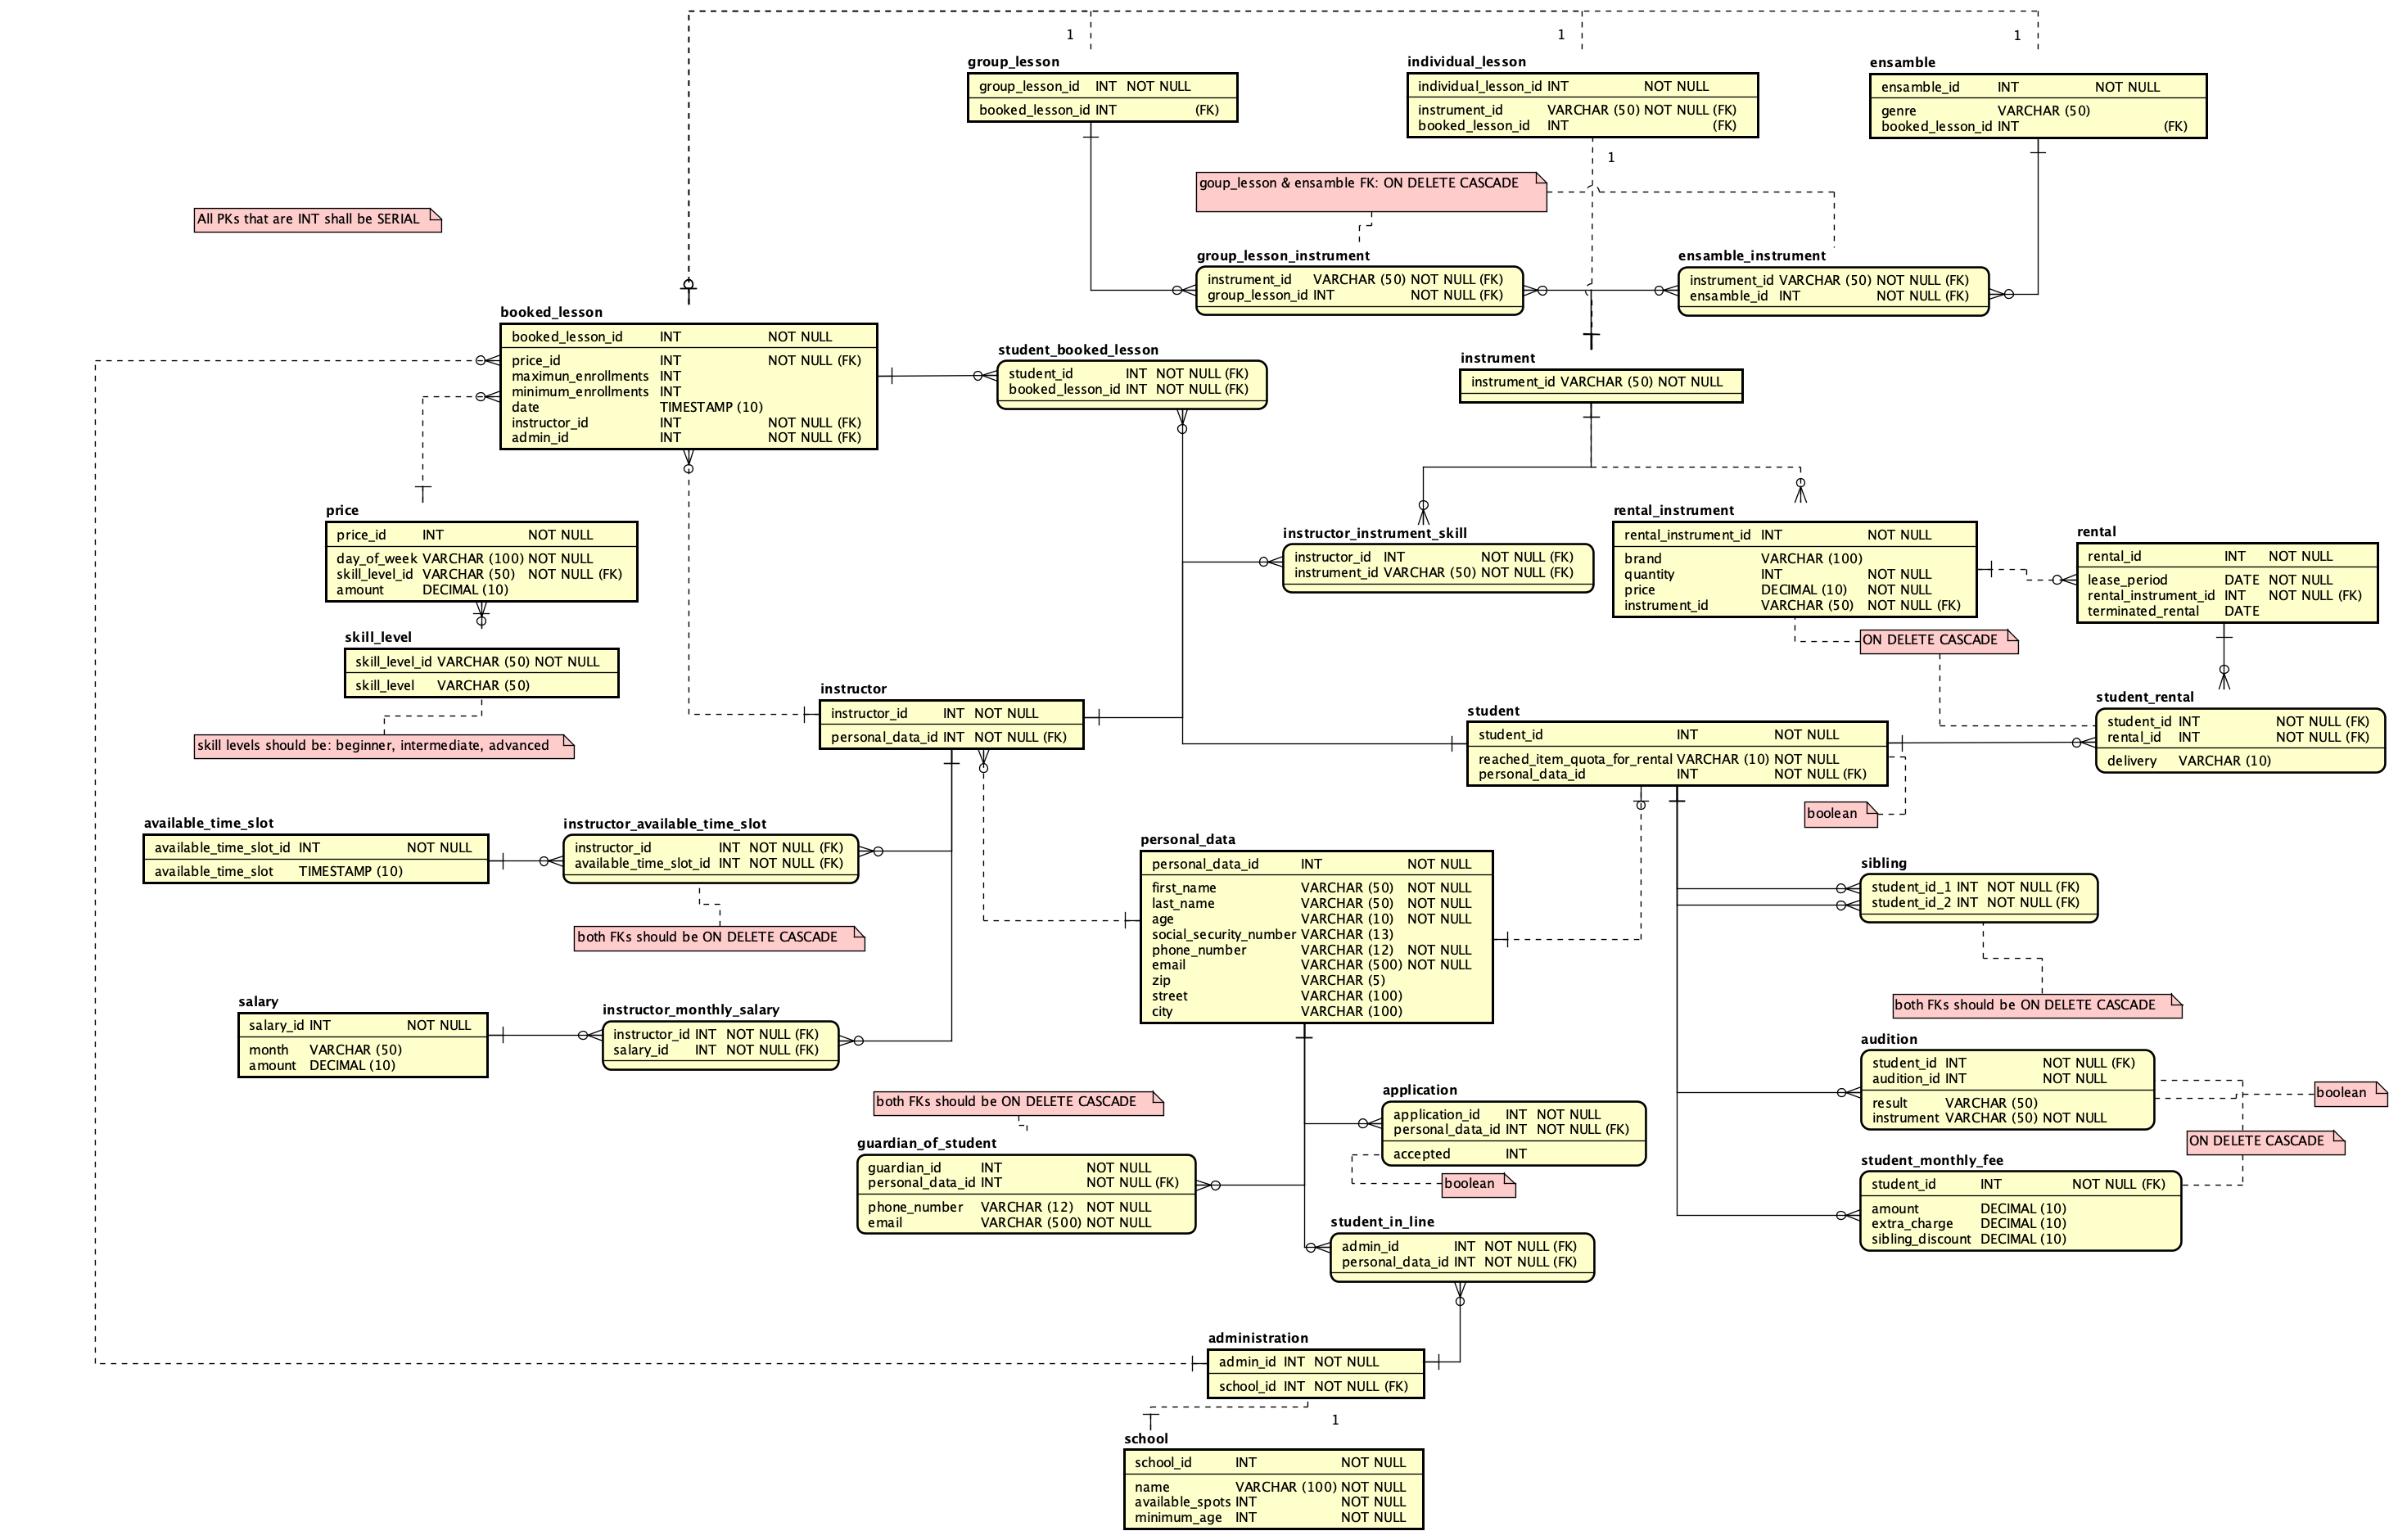 1
1
1
group_lesson
group_lesson_id INT NOT NULL
booked_lesson_id INT (FK)
individual_lesson
individual_lesson_id INT NOT NULL
instrument_id VARCHAR (50) NOT NULL (FK)
booked_lesson_id INT (FK)
ensamble
ensamble_id INT NOT NULL
genre VARCHAR (50)
booked_lesson_id INT (FK)
1
goup_lesson & ensamble FK: ON DELETE CASCADE
All PKs that are INT shall be SERIAL
group_lesson_instrument
instrument_id VARCHAR (50) NOT NULL (FK)
group_lesson_id INT NOT NULL (FK)
ensamble_instrument
instrument_id VARCHAR (50) NOT NULL (FK)
ensamble_id INT NOT NULL (FK)
booked_lesson
booked_lesson_id INT NOT NULL
price_id INT NOT NULL (FK)
maximun_enrollments INT
minimum_enrollments INT
date TIMESTAMP (10)
instructor_id INT NOT NULL (FK)
admin_id INT NOT NULL (FK)
student_booked_lesson
student_id INT NOT NULL (FK)
booked_lesson_id INT NOT NULL (FK)
instrument
instrument_id VARCHAR (50) NOT NULL
price
price_id INT NOT NULL
day_of_week VARCHAR (100) NOT NULL
skill_level_id VARCHAR (50) NOT NULL (FK)
amount DECIMAL (10)
instructor_instrument_skill
instructor_id INT NOT NULL (FK)
instrument_id VARCHAR (50) NOT NULL (FK)
rental_instrument
rental_instrument_id INT NOT NULL
brand VARCHAR (100)
quantity INT NOT NULL
price DECIMAL (10) NOT NULL
instrument_id VARCHAR (50) NOT NULL (FK)
rental
rental_id INT NOT NULL
lease_period DATE NOT NULL
rental_instrument_id INT NOT NULL (FK)
terminated_rental DATE
skill_level
skill_level_id VARCHAR (50) NOT NULL
skill_level VARCHAR (50)
ON DELETE CASCADE
skill levels should be: beginner, intermediate, advanced
instructor
instructor_id INT NOT NULL
personal_data_id INT NOT NULL (FK)
student
student_id INT NOT NULL
reached_item_quota_for_rental VARCHAR (10) NOT NULL
personal_data_id INT NOT NULL (FK)
student_rental
student_id INT NOT NULL (FK)
rental_id INT NOT NULL (FK)
delivery VARCHAR (10)
boolean
available_time_slot
available_time_slot_id INT NOT NULL
available_time_slot TIMESTAMP (10)
instructor_available_time_slot
instructor_id INT NOT NULL (FK)
available_time_slot_id INT NOT NULL (FK)
both FKs should be ON DELETE CASCADE
personal_data
personal_data_id INT NOT NULL
first_name VARCHAR (50) NOT NULL
last_name VARCHAR (50) NOT NULL
age VARCHAR (10) NOT NULL
social_security_number VARCHAR (13)
phone_number VARCHAR (12) NOT NULL
email VARCHAR (500) NOT NULL
zip VARCHAR (5)
street VARCHAR (100)
city VARCHAR (100)
sibling
student_id_1 INT NOT NULL (FK)
student_id_2 INT NOT NULL (FK)
both FKs should be ON DELETE CASCADE
salary
salary_id INT NOT NULL
month VARCHAR (50)
amount DECIMAL (10)
instructor_monthly_salary
instructor_id INT NOT NULL (FK)
salary_id INT NOT NULL (FK)
audition
student_id INT NOT NULL (FK)
audition_id INT NOT NULL
result VARCHAR (50)
instrument VARCHAR (50) NOT NULL
boolean
ON DELETE CASCADE
both FKs should be ON DELETE CASCADE
application
application_id INT NOT NULL
personal_data_id INT NOT NULL (FK)
accepted INT
boolean
guardian_of_student
guardian_id INT NOT NULL
personal_data_id INT NOT NULL (FK)
phone_number VARCHAR (12) NOT NULL
email VARCHAR (500) NOT NULL
student_monthly_fee
student_id INT NOT NULL (FK)
amount DECIMAL (10)
extra_charge DECIMAL (10)
sibling_discount DECIMAL (10)
student_in_line
admin_id INT NOT NULL (FK)
personal_data_id INT NOT NULL (FK)
administration
admin_id INT NOT NULL
school_id INT NOT NULL (FK)
1
school
school_id INT NOT NULL
name VARCHAR (100) NOT NULL
available_spots INT NOT NULL
minimum_age INT NOT NULL